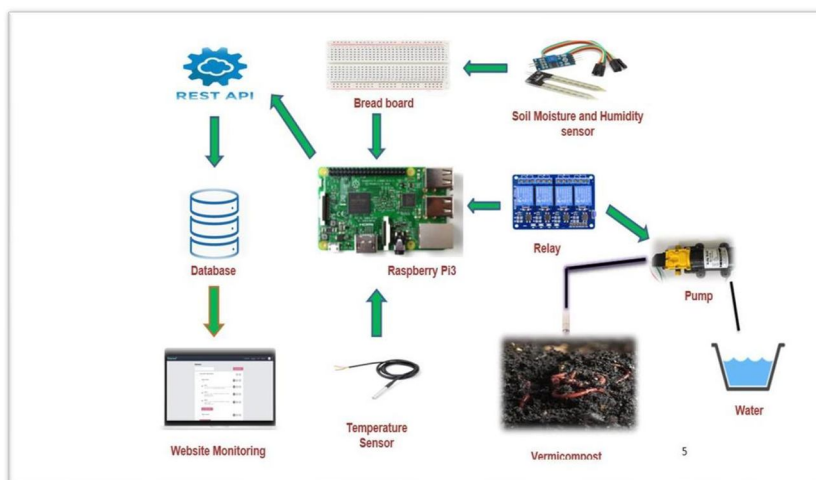 REST API
Bread board
Soil Moisture and Humidity
sensor
Database
Raspberry Pi3
Relay
Pump
Website Monitoring
Temperature
Sensor
Vermicompost
Water
5